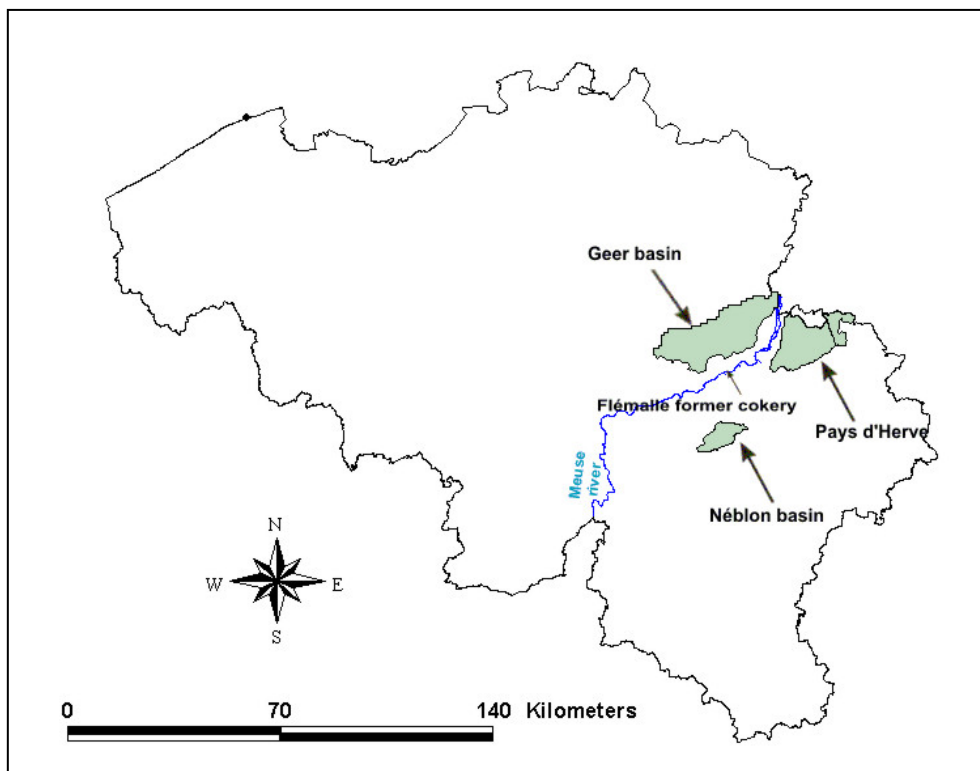 Geer basin
Flémalle former cokery
Pays d'Herve
Meuse
river
Néblon basin
N
W E
S
0 70 140 Kilometers